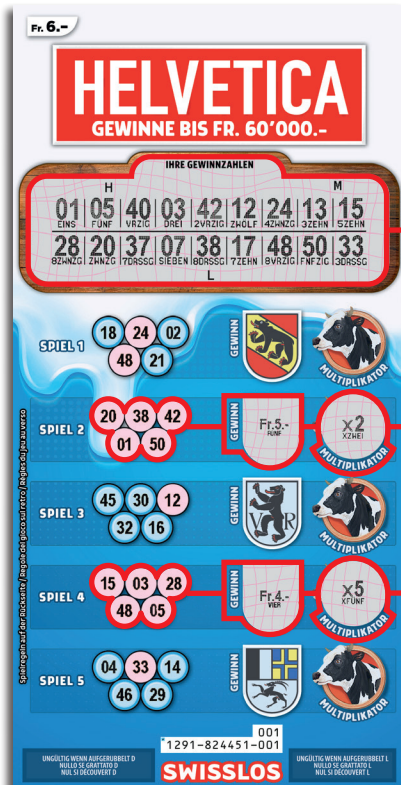 Fr. 6.–
HELVETICA
GEWINNE BIS FR. 60'000.–
IHRE GEWINNZAHLEN
H M
01 05 40 03 42 12 24 13 15
EINS FÜNF VRZIG DREI 2VRZIG ZWOLF 4ZWNZG 3ZEHN 5ZEHN
28 20 37 07 38 17 48 50 33
8ZWNZG ZWNZG 7DRSSG SIEBEN 8DRSSG 7ZEHN 8VRZIG FNFZIG 3DRSSG
L
SPIEL 1 18 24 02 GEWINN MULTIPLIKATOR
48 21
SPIEL 2 20 38 42 GEWINN Fr.5.- x2 MULTIPLIKATOR
01 50 FÜNF XZWEI
SPIEL 3 45 30 12 GEWINN V R MULTIPLIKATOR
32 16
SPIEL 4 15 03 28 GEWINN Fr.4.- x5 MULTIPLIKATOR
48 05 VIER XFÜNF
SPIEL 5 04 33 14 GEWINN MULTIPLIKATOR
46 29
Spielregeln auf der Rückseite / Regole del gioco sul retro / Règles du jeu au verso
001
1291-824451-001
UNGÜLTIG WENN AUFGERUBBELT D
NULLO SE GRATTATO D
NUL SI DÉCOUVERT D
SWISSLOS
UNGÜLTIG WENN AUFGERUBBELT L
NULLO SE GRATTATO L
NUL SI DÉCOUVERT L